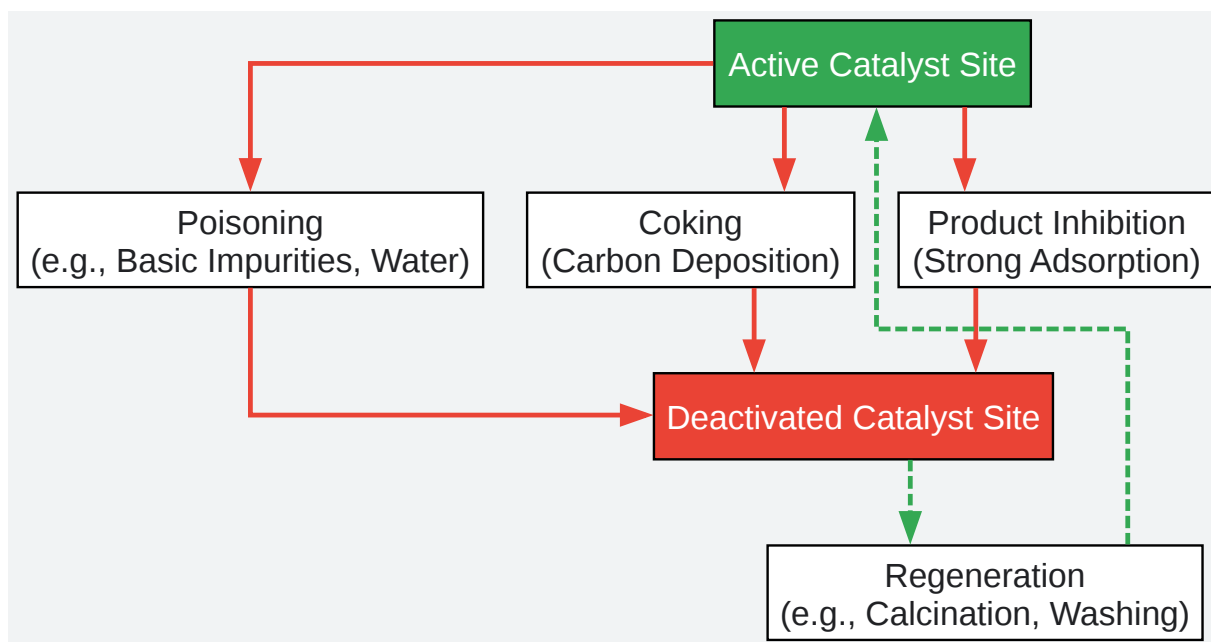 Active Catalyst Site
Poisoning
(e.g., Basic Impurities, Water)
Coking
(Carbon Deposition)
Product Inhibition
(Strong Adsorption)
Deactivated Catalyst Site
Regeneration
(e.g., Calcination, Washing)